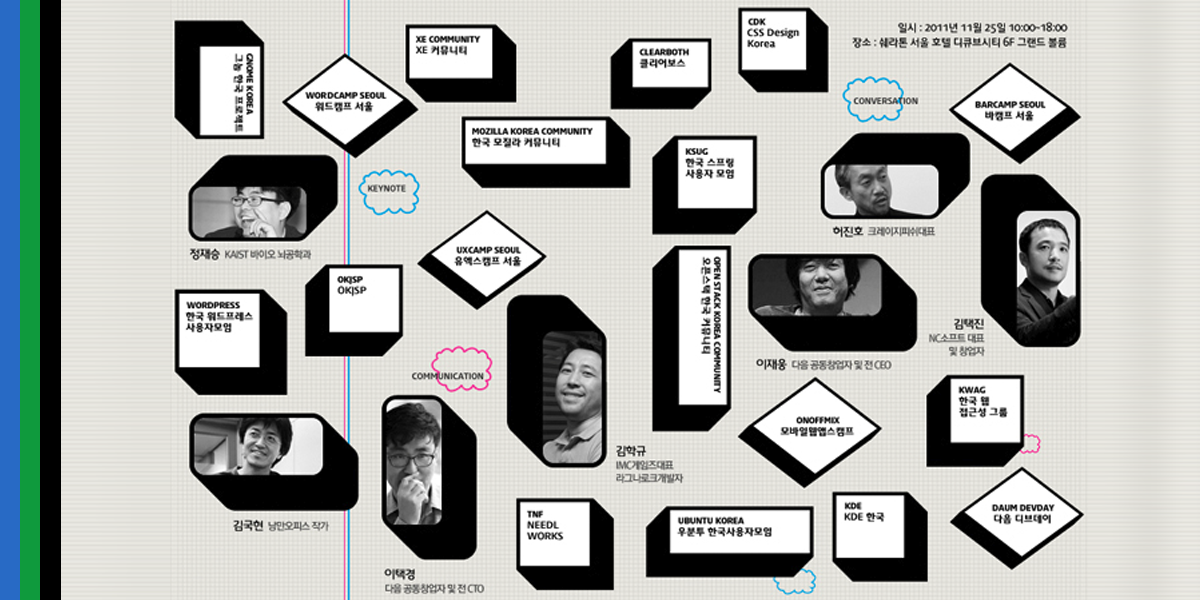 일시 : 2011년 11월 25일 10:00-18:00
장소 : 쉐라톤 서울 호텔 디큐브시티 6F 그랜드 볼륨
GNOME KOREA
그놈 한국 프로젝트
WORDCAMP SEOUL
워드캠프 서울
XE COMMUNITY
XE 커뮤니티
CLEARBOTH
클리어보스
CDK
CSS Design
Korea
CONVERSATION
BARCAMP SEOUL
바캠프 서울
MOZILLA KOREA COMMUNITY
한국 모질라 커뮤니티
KSUG
한국 스프링
사용자 모임
KEYNOTE
정재승 KAIST 바이오 뇌공학과
허진호 크레이지피쉬대표
UXCAMP SEOUL
유엑스캠프 서울
OKJSP
OKJSP
OPEN STACK KOREA COMMUNITY
오픈스택 한국 커뮤니티
WORDPRESS
한국 워드프레스
사용자모임
김택진
NC소프트 대표
및 창업자
이재웅 다음 공동창업자 및 전 CEO
COMMUNICATION
KWAG
한국 웹
접근성 그룹
ONOFFMIX
모바일웹앱스캠프
김학규
IMC게임즈대표
라그나로크개발자
김국현 낭만오피스 작가
TNF
NEEDL
WORKS
UBUNTU KOREA
우분투 한국사용자모임
KDE
KDE 한국
DAUM DEVDAY
다음 디브데이
이택경
다음 공동창업자 및 전 CTO